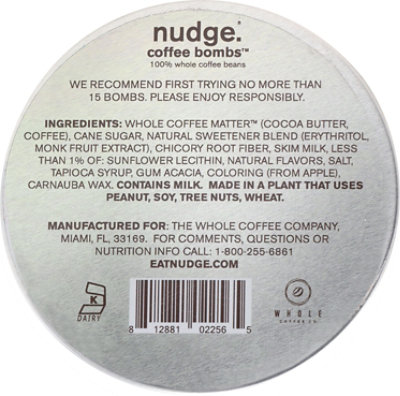 nudge.
coffee bombs™
100% whole coffee beans
WE RECOMMEND FIRST TRYING NO MORE THAN
15 BOMBS. PLEASE ENJOY RESPONSIBLY.
INGREDIENTS: WHOLE COFFEE MATTER™ (COCOA BUTTER,
COFFEE), CANE SUGAR, NATURAL SWEETENER BLEND (ERYTHRITOL,
MONK FRUIT EXTRACT), CHICORY ROOT FIBER, SKIM MILK, LESS
THAN 1% OF: SUNFLOWER LECITHIN, NATURAL FLAVORS, SALT,
TAPIOCA SYRUP, GUM ACACIA, COLORING (FROM APPLE),
CARNAUBA WAX. CONTAINS MILK. MADE IN A PLANT THAT USES
PEANUT, SOY, TREE NUTS, WHEAT.
MANUFACTURED FOR: THE WHOLE COFFEE COMPANY,
MIAMI, FL, 33169. FOR COMMENTS, QUESTIONS OR
NUTRITION INFO CALL: 1-800-255-6861
EATNUDGE.COM
K
DAIRY
8 12881 02256 5
WHOLE
COFFEE CO.